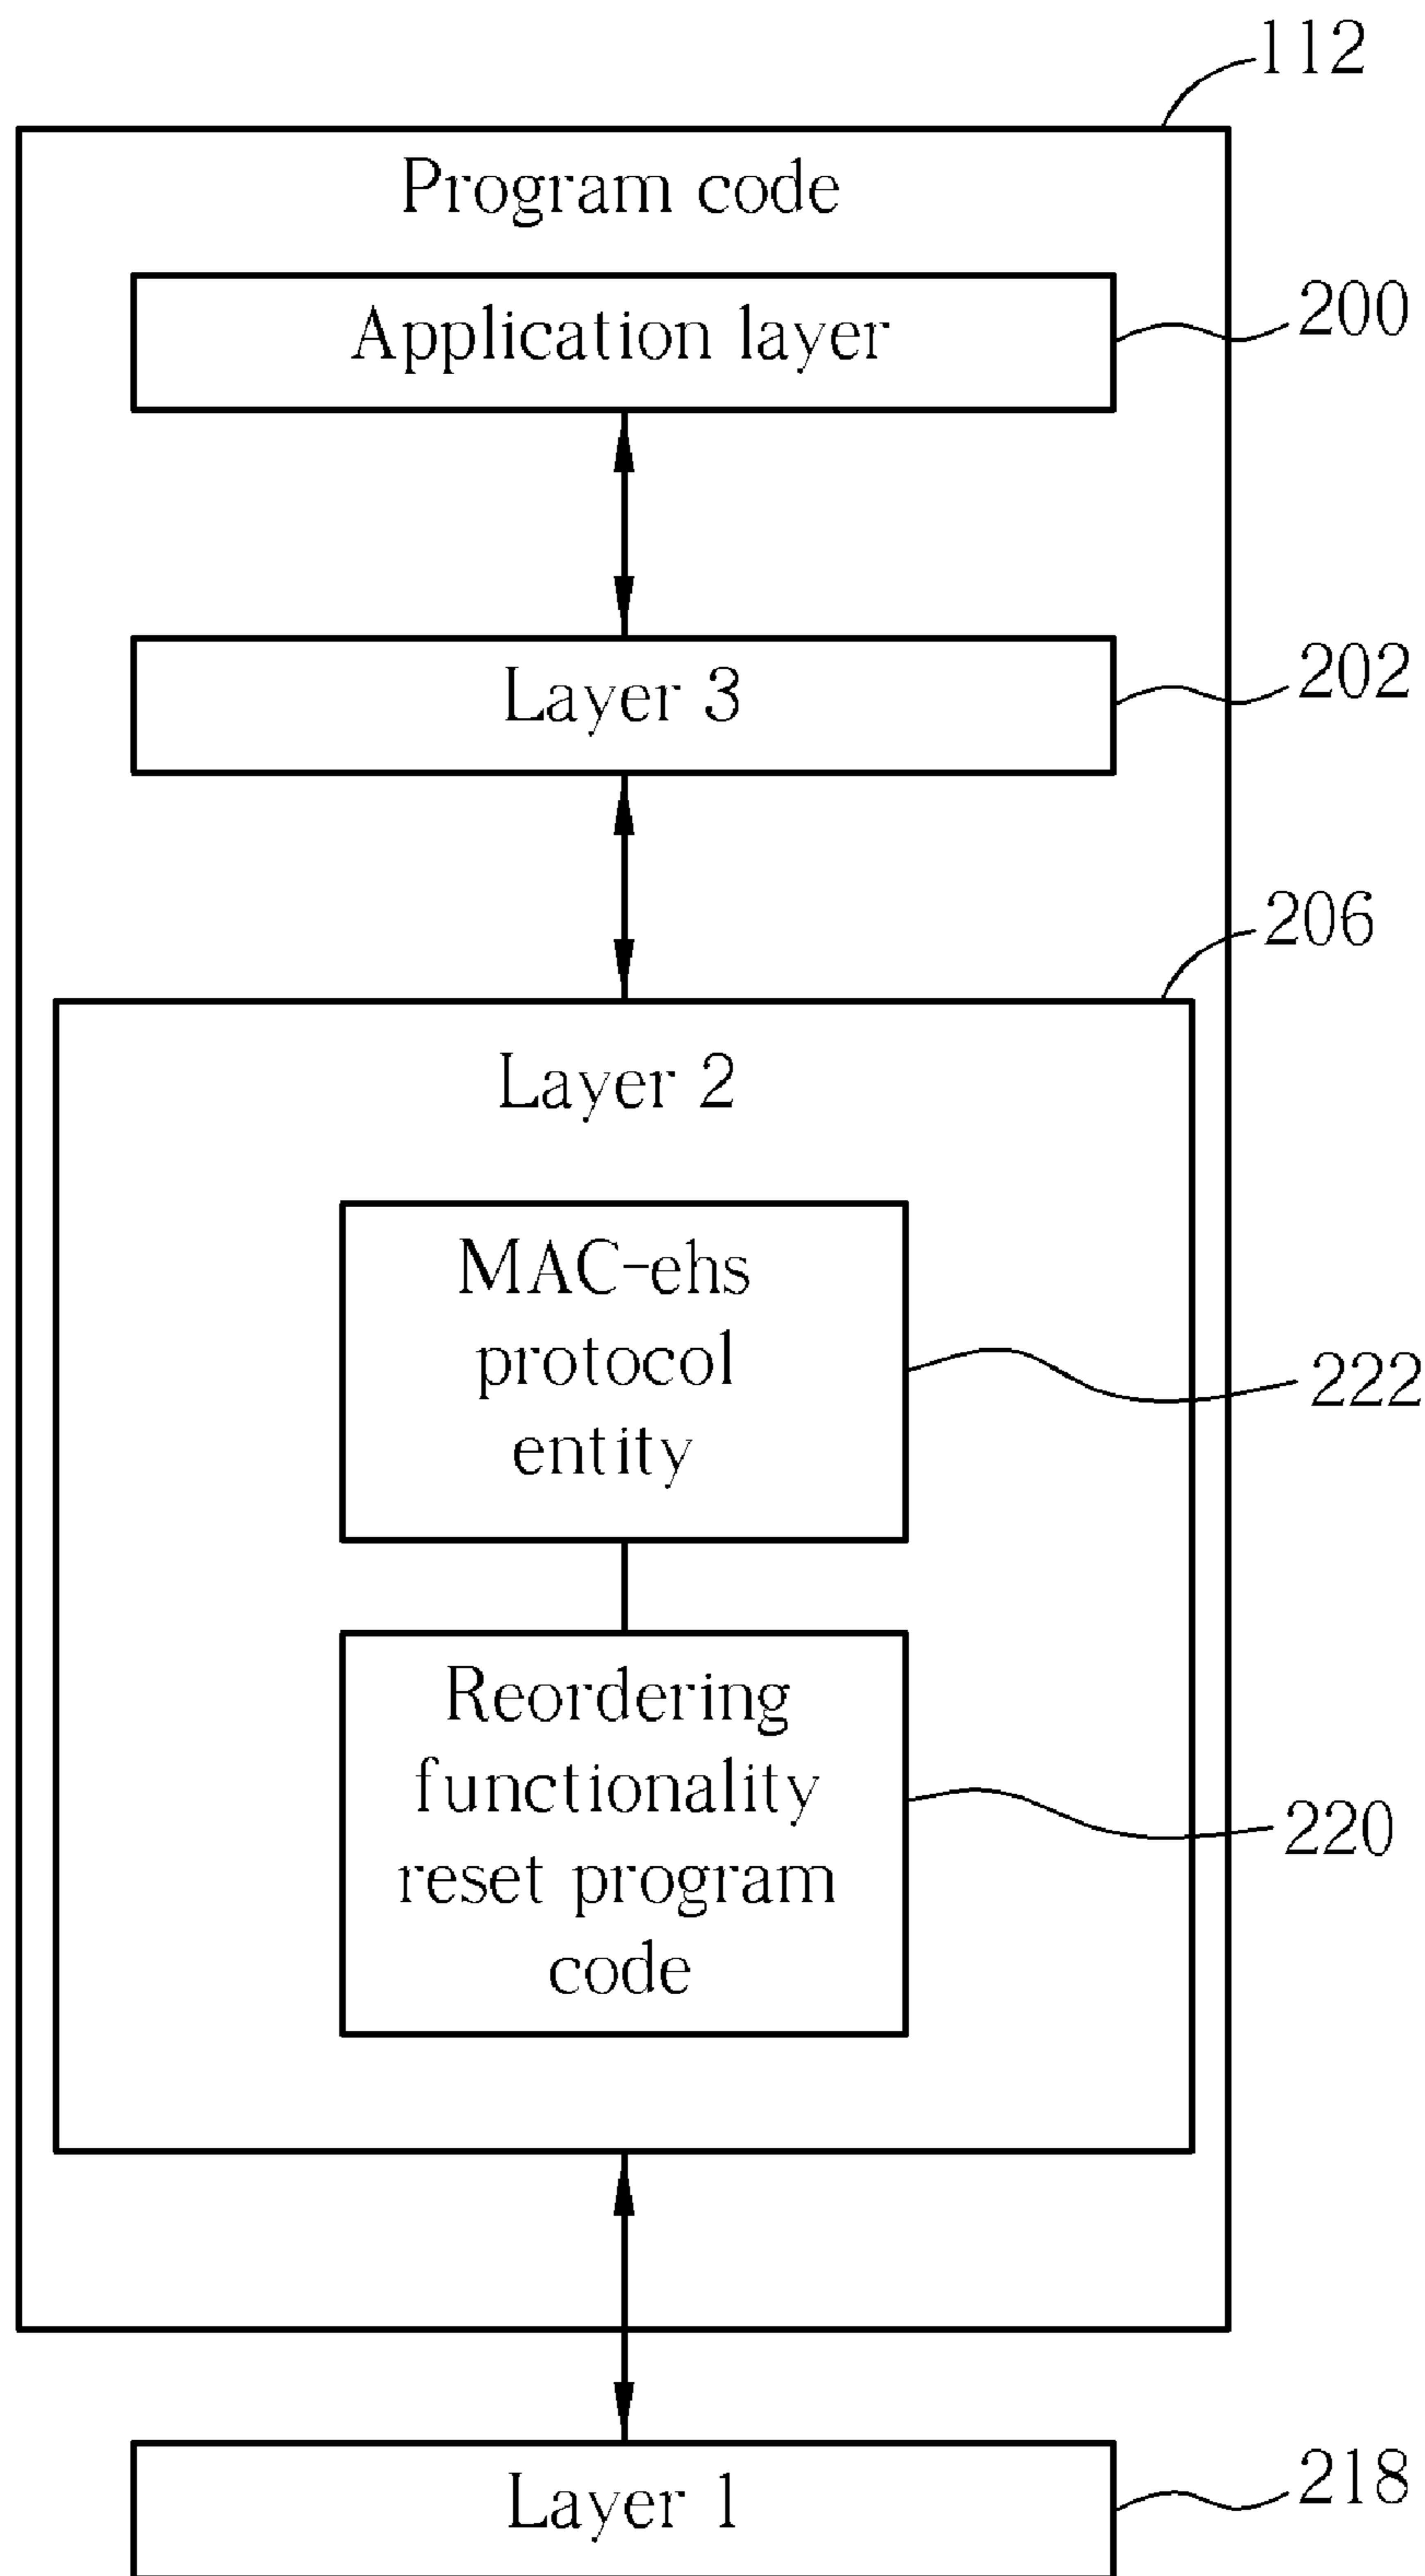 112
Program code
Application layer
200
Layer 3
202
206
Layer 2
MAC-ehs
protocol
entity
222
Reordering
functionality
reset program
code
220
Layer 1
218